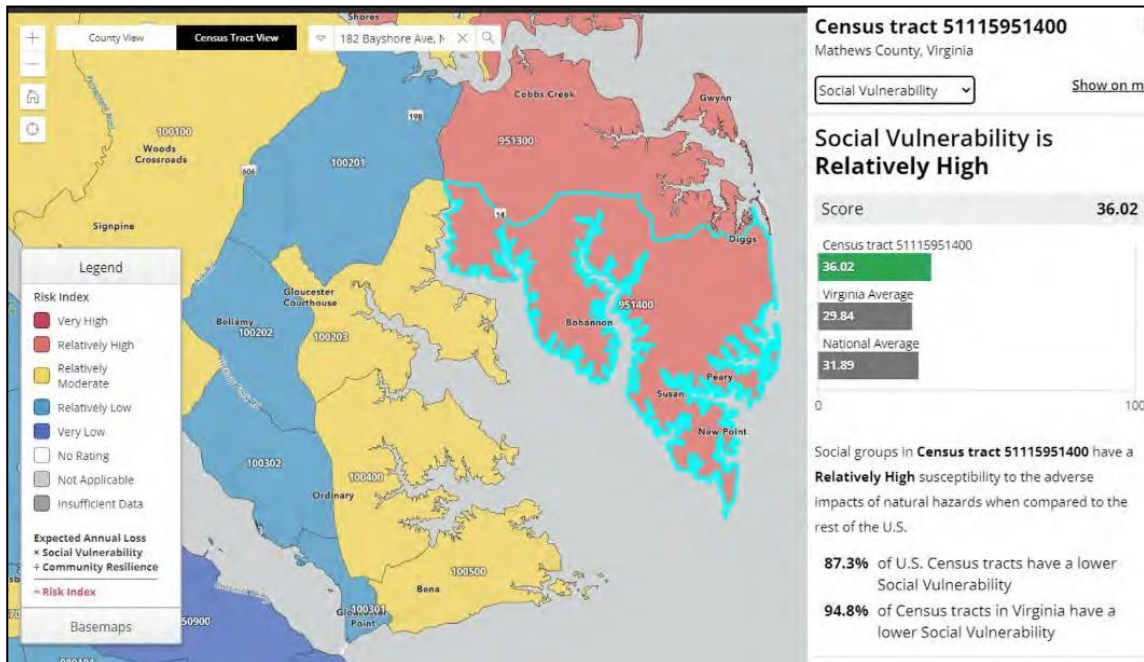 County View
Census Tract View
182 Bayshore Ave, N
Shores
Cobbs Creek
Gwynn
198
951300
100100
Woods
Crossroads
100201
606
14
Signpine
Diggs
Gloucester
Courthouse
951400
Bellamy
Bohannon
100202
100203
Peary
Susan
New Point
100302
100400
Ordinary
100500
Bena
100301
Point
50900
Legend
Risk Index
Very High
Relatively High
Relatively
Moderate
Relatively Low
Very Low
No Rating
Not Applicable
Insufficient Data
Expected Annual Loss
× Social Vulnerability
÷ Community Resilience
= Risk Index
Basemaps
Census tract 51115951400
Mathews County, Virginia
Social Vulnerability
Show on m
Social Vulnerability is
Relatively High
Score 36.02
Census tract 51115951400
36.02
Virginia Average
29.84
National Average
31.89
0 100
Social groups in Census tract 51115951400 have a
Relatively High susceptibility to the adverse
impacts of natural hazards when compared to the
rest of the U.S.
87.3% of U.S. Census tracts have a lower
Social Vulnerability
94.8% of Census tracts in Virginia have a
lower Social Vulnerability